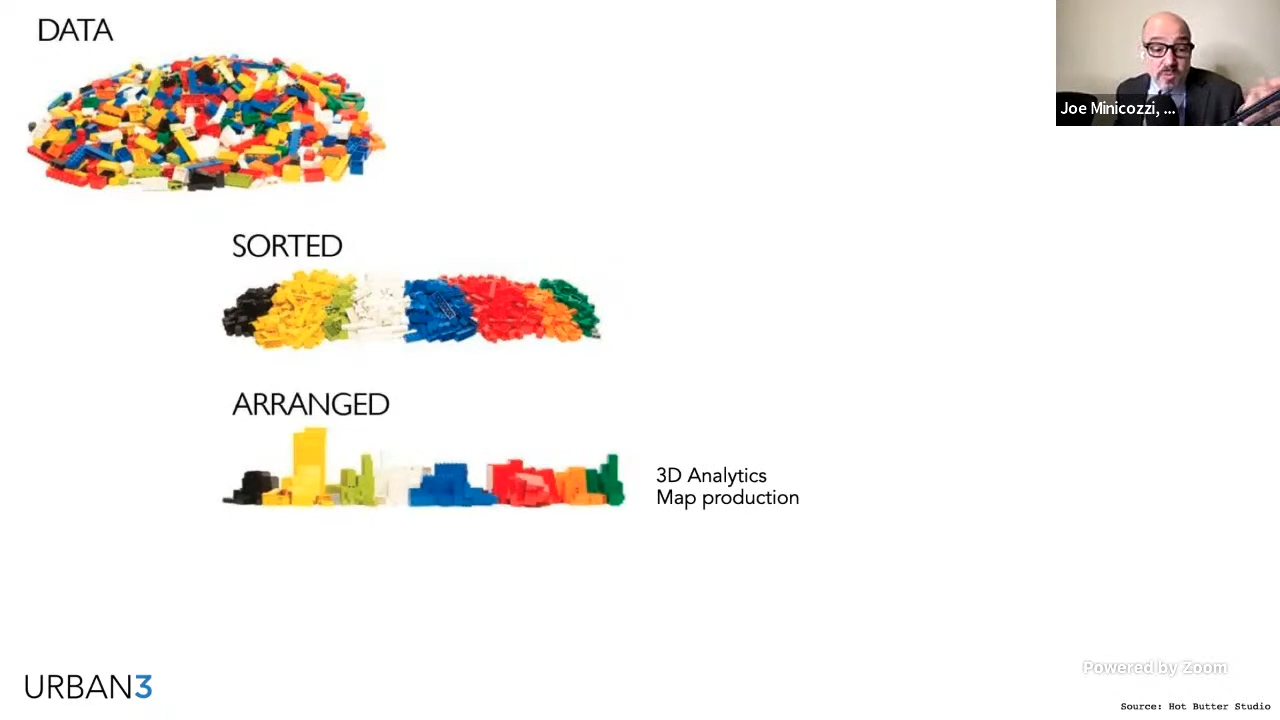 DATA
Joe Minicozzi, ...
SORTED
ARRANGED
3D Analytics
Map production
URBAN3
Powered by Zoom
Source: Hot Butter Studio